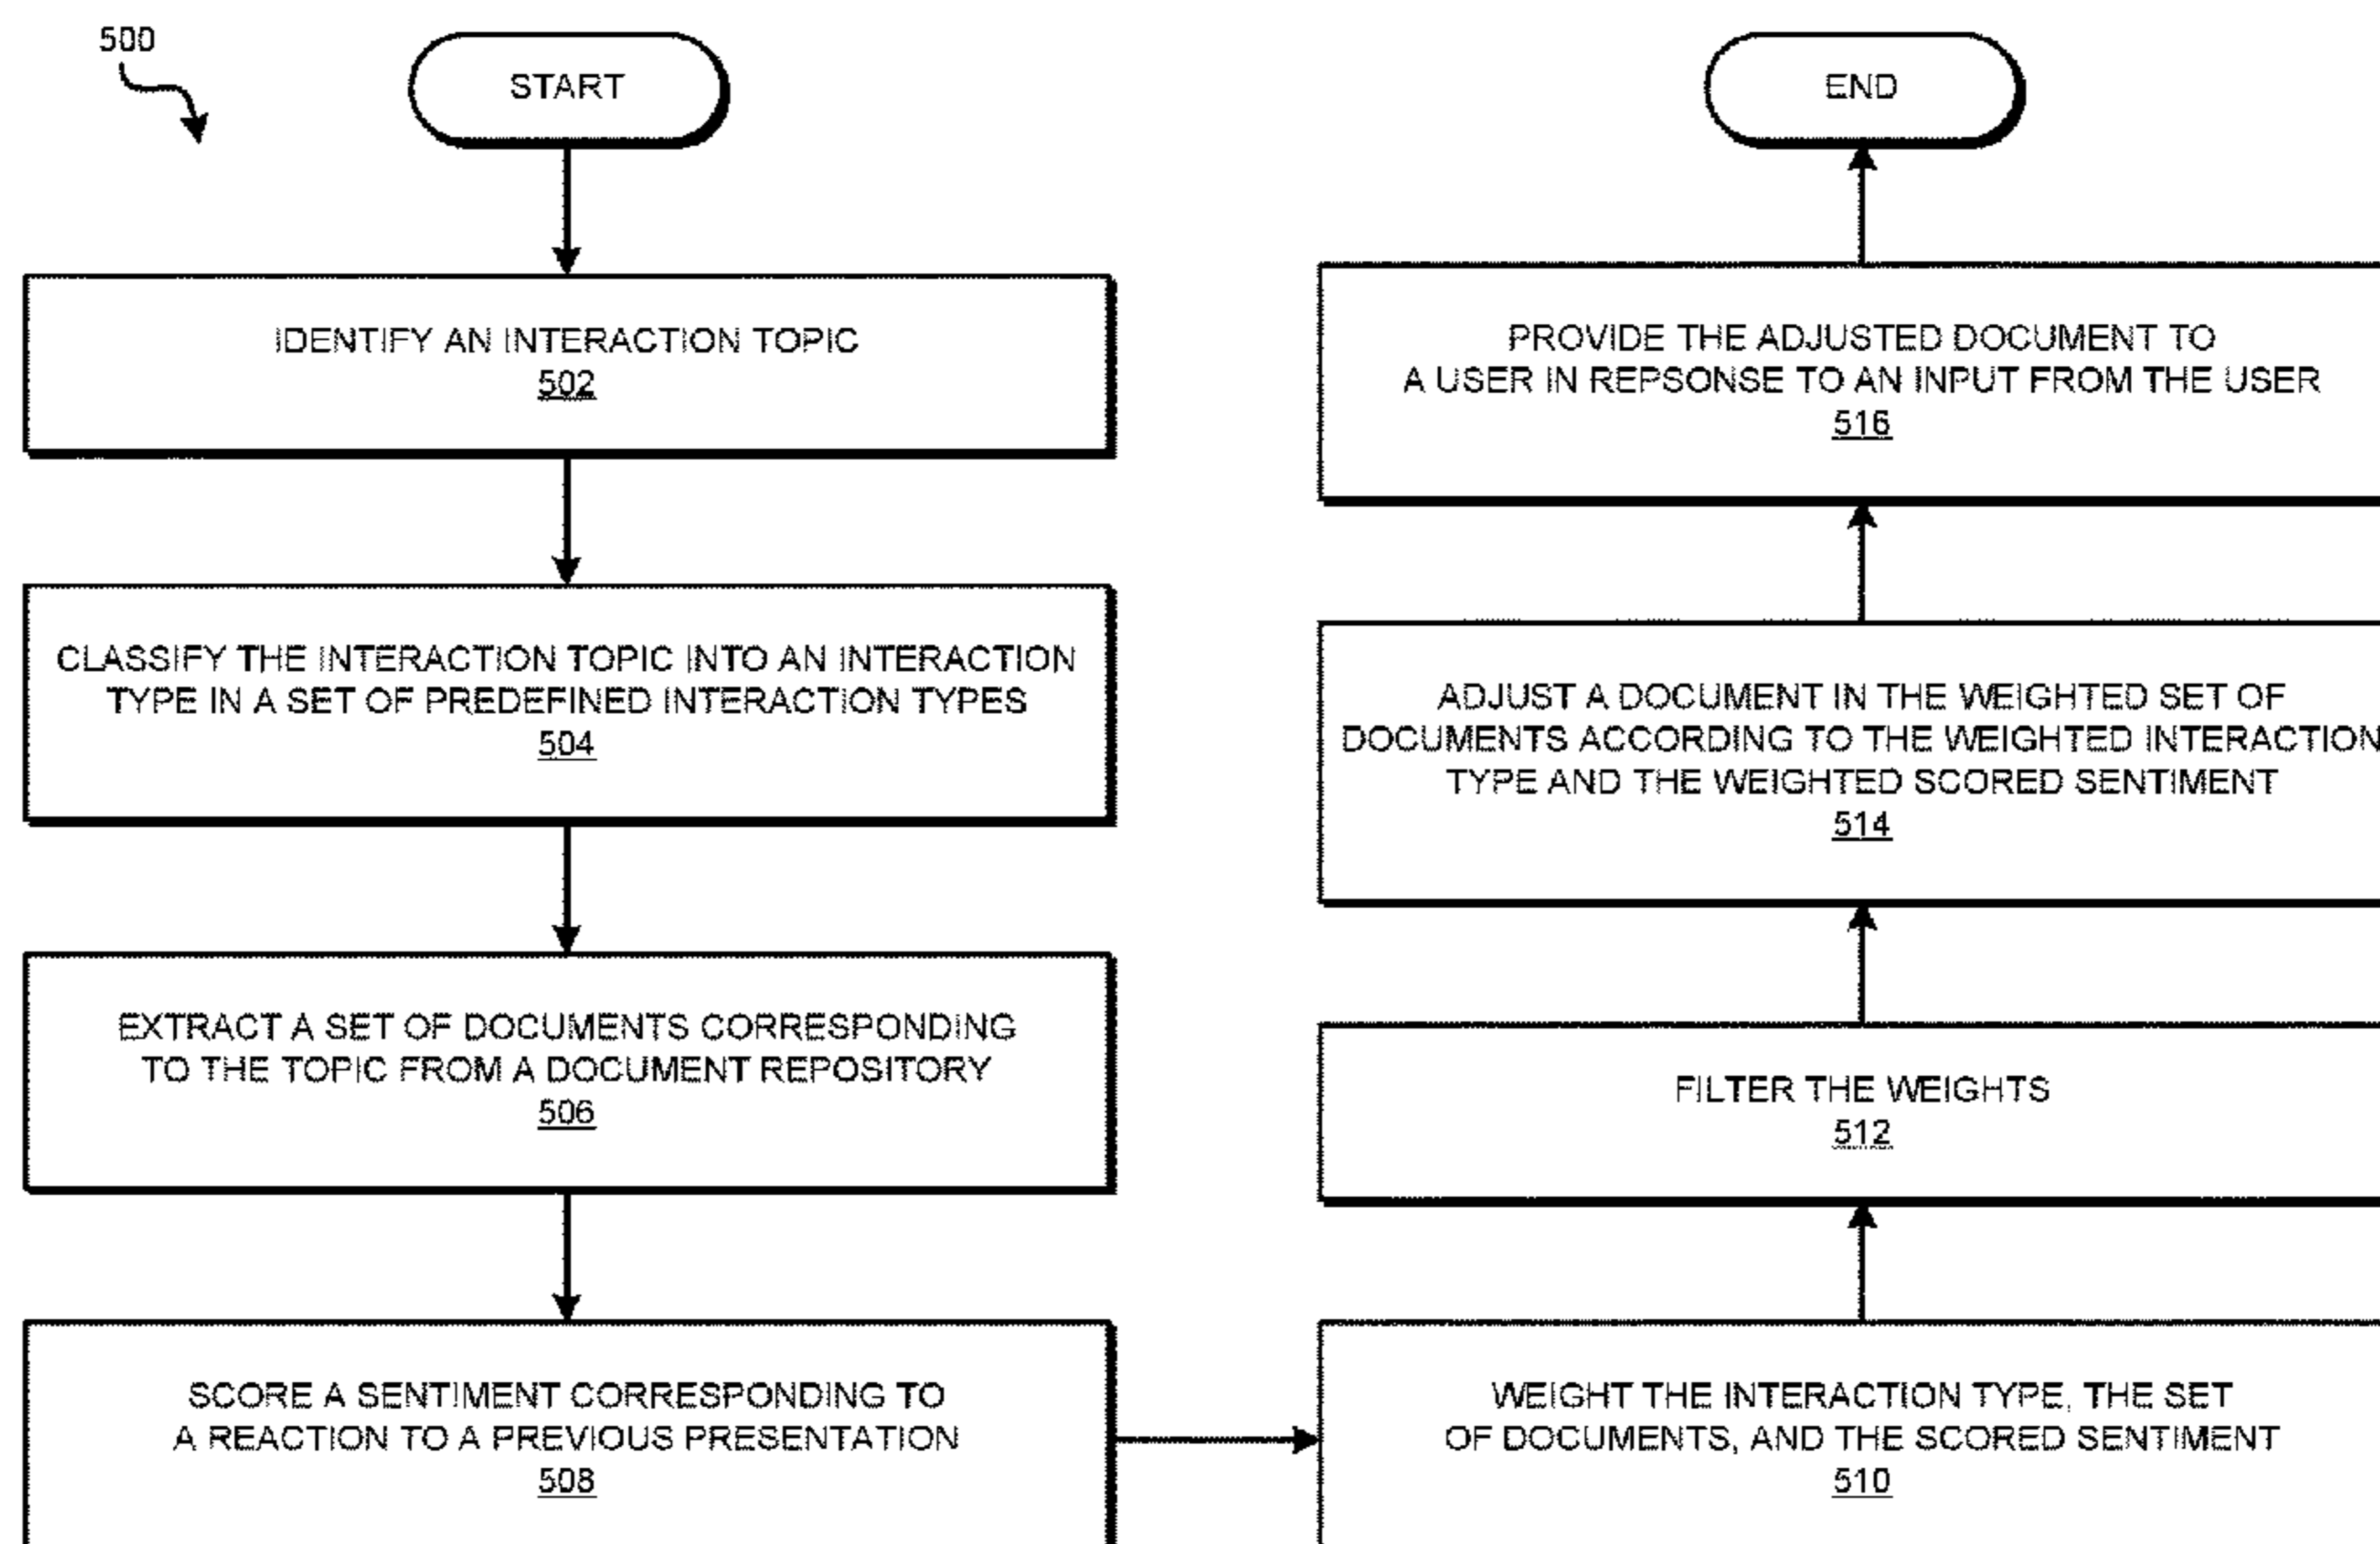 500
START
IDENTIFY AN INTERACTION TOPIC
502
CLASSIFY THE INTERACTION TOPIC INTO AN INTERACTION
TYPE IN A SET OF PREDEFINED INTERACTION TYPES
504
EXTRACT A SET OF DOCUMENTS CORRESPONDING
TO THE TOPIC FROM A DOCUMENT REPOSITORY
506
SCORE A SENTIMENT CORRESPONDING TO
A REACTION TO A PREVIOUS PRESENTATION
508
WEIGHT THE INTERACTION TYPE, THE SET
OF DOCUMENTS, AND THE SCORED SENTIMENT
510
FILTER THE WEIGHTS
512
ADJUST A DOCUMENT IN THE WEIGHTED SET OF
DOCUMENTS ACCORDING TO THE WEIGHTED INTERACTION
TYPE AND THE WEIGHTED SCORED SENTIMENT
514
PROVIDE THE ADJUSTED DOCUMENT TO
A USER IN REPSONSE TO AN INPUT FROM THE USER
516
END